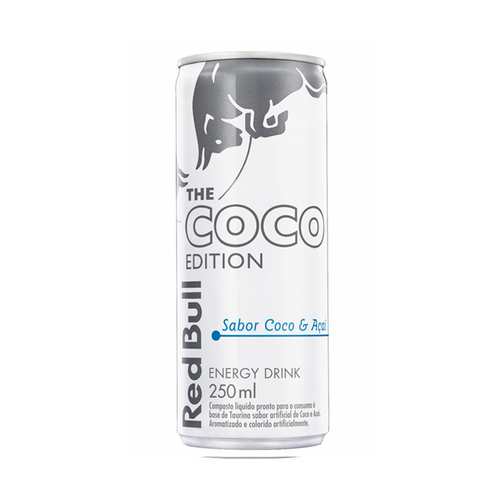 THE
COCO
EDITION
Red Bull
Sabor Coco & Açaí
ENERGY DRINK
250 ml
Composto líquido pronto para o consumo à
base de Taurina sabor artificial de Coco e Açaí.
Aromatizado e colorido artificialmente.